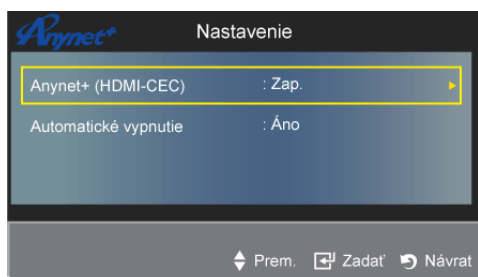 Anynet+ Nastavenie
Anynet+ (HDMI-CEC) : Zap.
Automatické vypnutie : Áno
Prem. Zadať Návrat